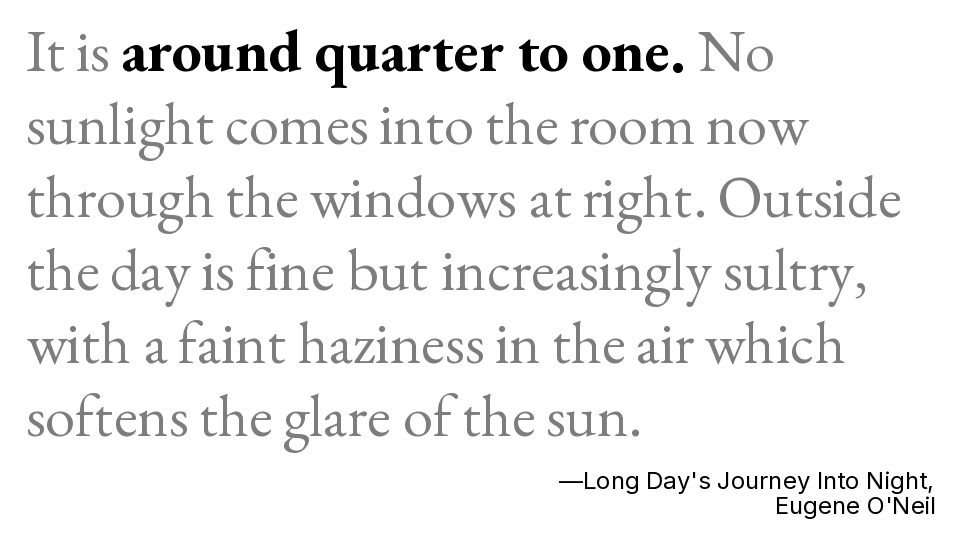 It is around quarter to one. No
sunlight comes into the room now
through the windows at right. Outside
the day is fine but increasingly sultry,
with a faint haziness in the air which
softens the glare of the sun.
—Long Day's Journey Into Night,
Eugene O'Neil